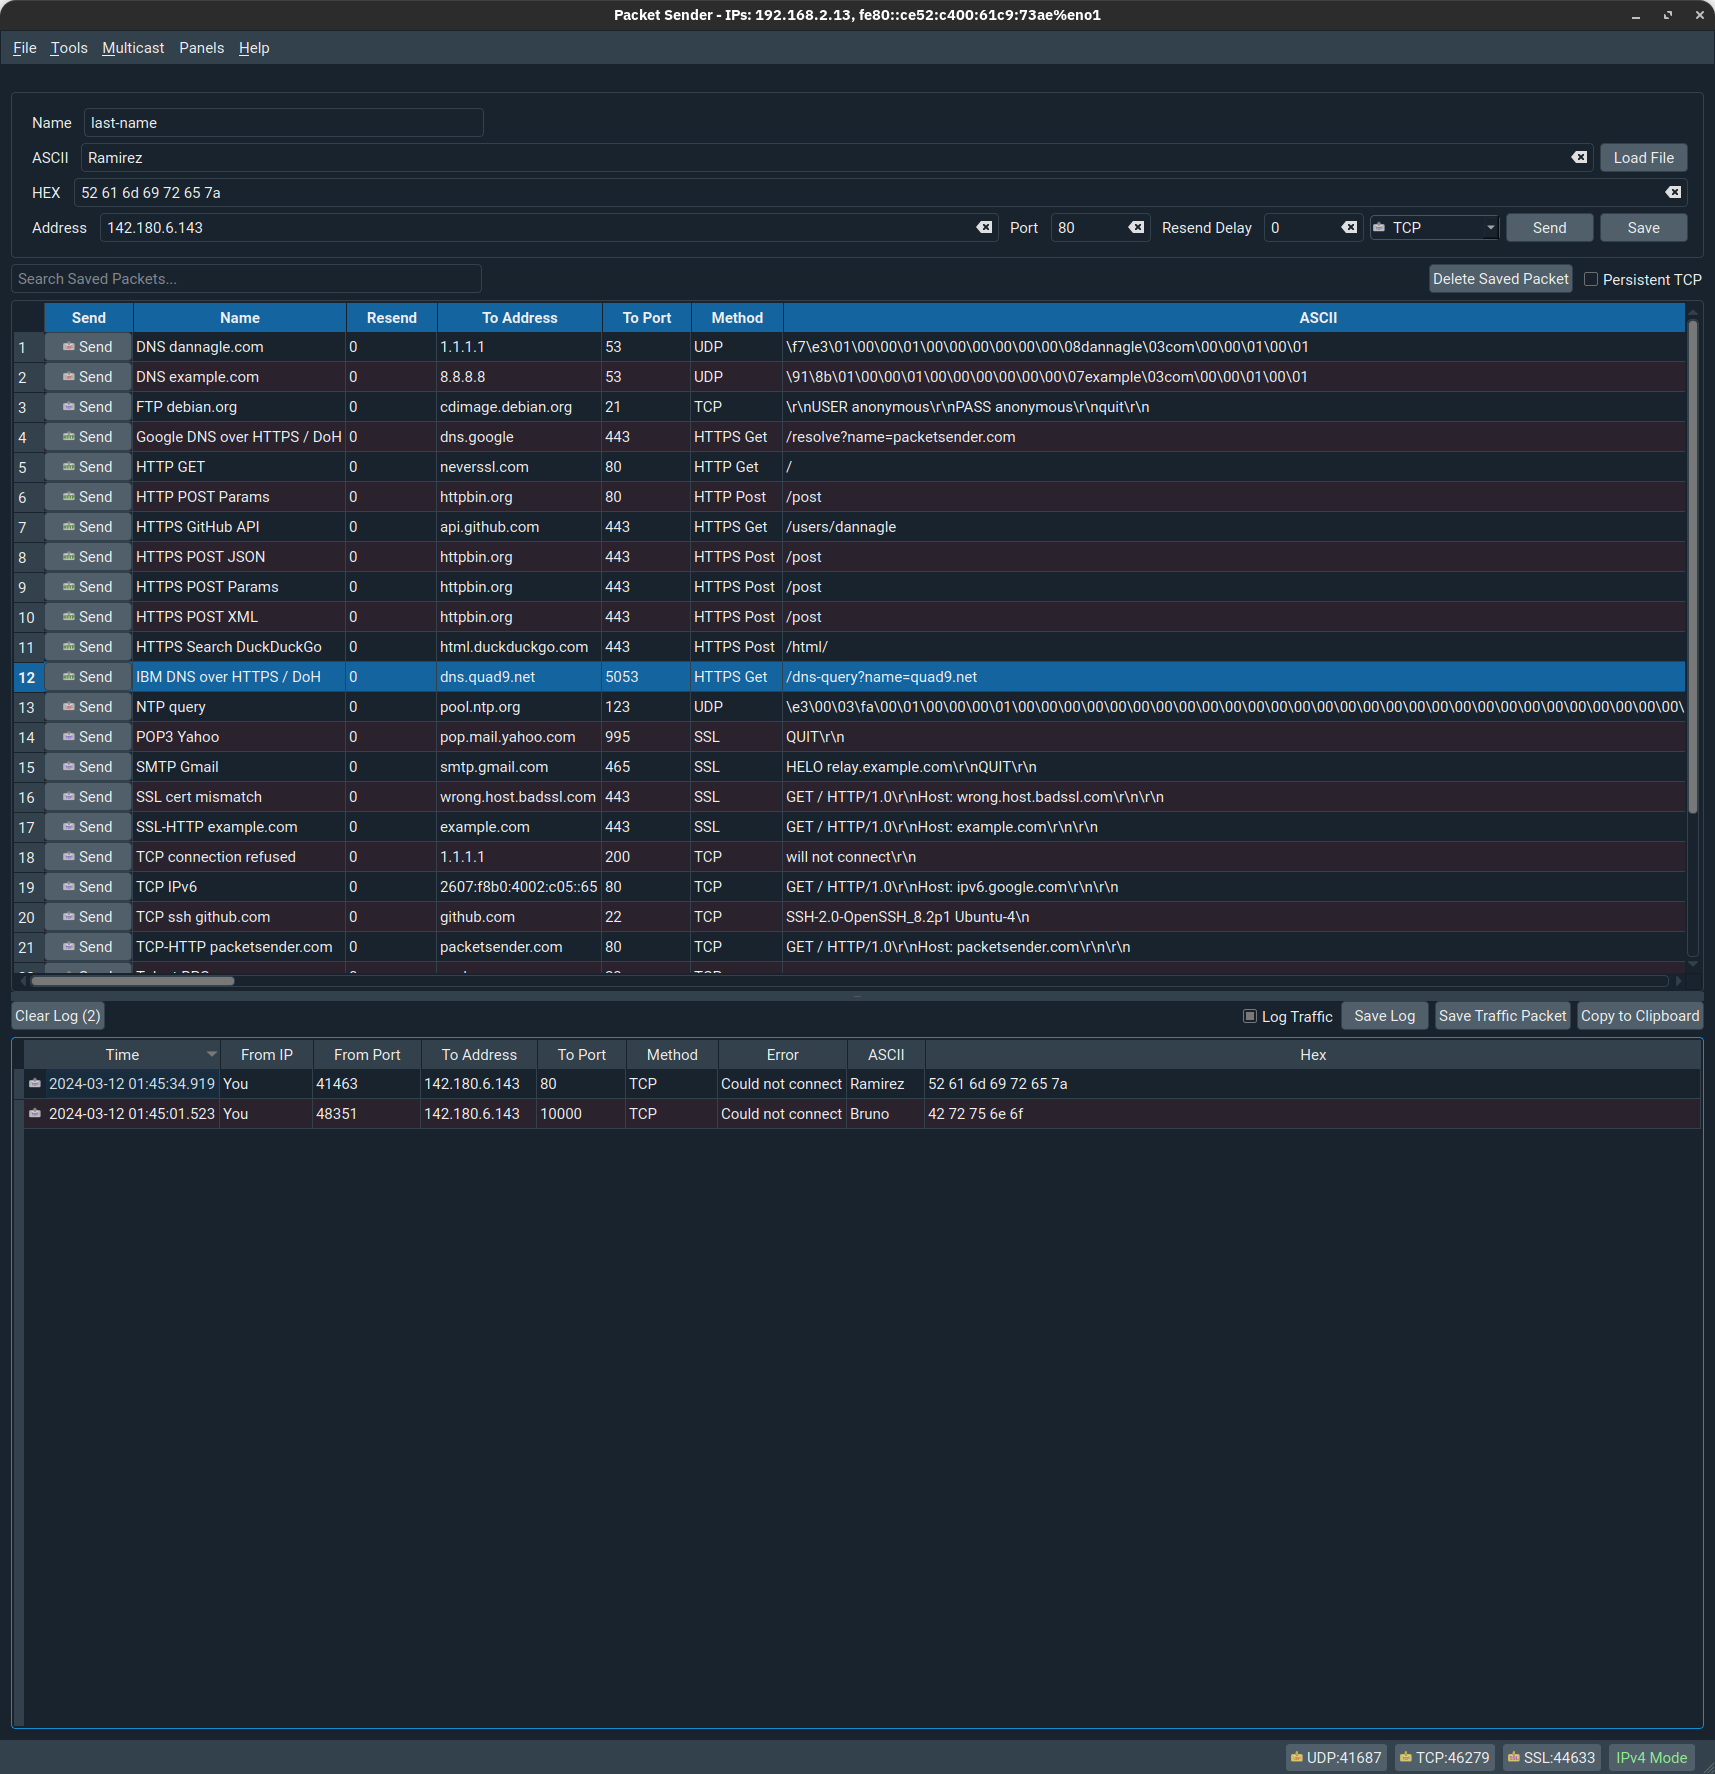 Packet Sender - IPs: 192.168.2.13, fe80::ce52:c400:61c9:73ae%eno1
File Tools Multicast Panels Help
Name last-name
ASCII Ramirez Load File
HEX 52 61 6d 69 72 65 7a
Address 142.180.6.143 Port 80 Resend Delay 0 TCP Send Save
Search Saved Packets... Delete Saved Packet Persistent TCP
Send Name Resend To Address To Port Method ASCII
1 Send DNS dannagle.com 0 1.1.1.1 53 UDP \f7\e3\01\00\00\01\00\00\00\00\00\00\08dannagle\03com\00\00\01\00\01
2 Send DNS example.com 0 8.8.8.8 53 UDP \91\8b\01\00\00\01\00\00\00\00\00\00\07example\03com\00\00\01\00\01
3 Send FTP debian.org 0 cdimage.debian.org 21 TCP \r\nUSER anonymous\r\nPASS anonymous\r\nquit\r\n
4 Send Google DNS over HTTPS / DoH 0 dns.google 443 HTTPS Get /resolve?name=packetsender.com
5 Send HTTP GET 0 neverssl.com 80 HTTP Get /
6 Send HTTP POST Params 0 httpbin.org 80 HTTP Post /post
7 Send HTTPS GitHub API 0 api.github.com 443 HTTPS Get /users/dannagle
8 Send HTTPS POST JSON 0 httpbin.org 443 HTTPS Post /post
9 Send HTTPS POST Params 0 httpbin.org 443 HTTPS Post /post
10 Send HTTPS POST XML 0 httpbin.org 443 HTTPS Post /post
11 Send HTTPS Search DuckDuckGo 0 html.duckduckgo.com 443 HTTPS Post /html/
12 Send IBM DNS over HTTPS / DoH 0 dns.quad9.net 5053 HTTPS Get /dns-query?name=quad9.net
13 Send NTP query 0 pool.ntp.org 123 UDP \e3\00\03\fa\00\01\00\00\00\01\00\00\00\00\00\00\00\00\00\00\00\00\00\00\00\00\00\00\00\00\00\00\00\00\00\
14 Send POP3 Yahoo 0 pop.mail.yahoo.com 995 SSL QUIT\r\n
15 Send SMTP Gmail 0 smtp.gmail.com 465 SSL HELO relay.example.com\r\nQUIT\r\n
16 Send SSL cert mismatch 0 wrong.host.badssl.com 443 SSL GET / HTTP/1.0\r\nHost: wrong.host.badssl.com\r\n\r\n
17 Send SSL-HTTP example.com 0 example.com 443 SSL GET / HTTP/1.0\r\nHost: example.com\r\n\r\n
18 Send TCP connection refused 0 1.1.1.1 200 TCP will not connect\r\n
19 Send TCP IPv6 0 2607:f8b0:4002:c05::65 80 TCP GET / HTTP/1.0\r\nHost: ipv6.google.com\r\n\r\n
20 Send TCP ssh github.com 0 github.com 22 TCP SSH-2.0-OpenSSH_8.2p1 Ubuntu-4\n
21 Send TCP-HTTP packetsender.com 0 packetsender.com 80 TCP GET / HTTP/1.0\r\nHost: packetsender.com\r\n\r\n
Clear Log (2) Log Traffic Save Log Save Traffic Packet Copy to Clipboard
Time From IP From Port To Address To Port Method Error ASCII Hex
2024-03-12 01:45:34.919 You 41463 142.180.6.143 80 TCP Could not connect Ramirez 52 61 6d 69 72 65 7a
2024-03-12 01:45:01.523 You 48351 142.180.6.143 10000 TCP Could not connect Bruno 42 72 75 6e 6f
UDP:41687 TCP:46279 SSL:44633 IPv4 Mode